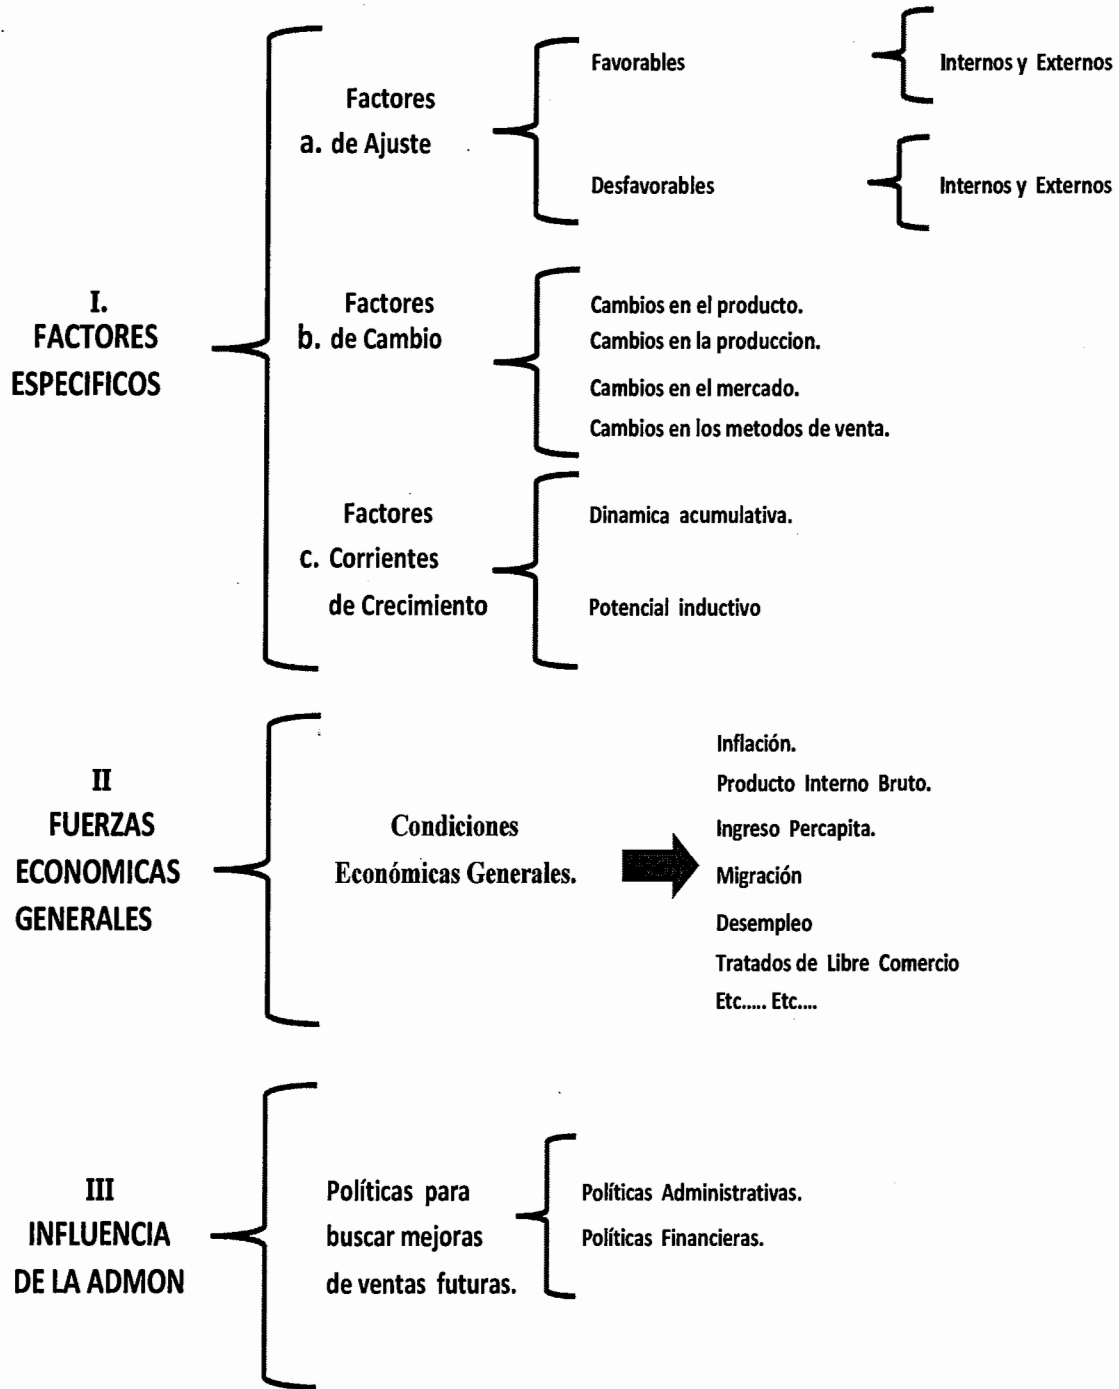 I.
FACTORES
ESPECIFICOS
Factores
a. de Ajuste
Favorables
Internos y Externos
Desfavorables
Internos y Externos
Factores
b. de Cambio
Cambios en el producto.
Cambios en la produccion.
Cambios en el mercado.
Cambios en los metodos de venta.
Factores
c. Corrientes
de Crecimiento
Dinamica acumulativa.
Potencial inductivo
II
FUERZAS
ECONOMICAS
GENERALES
Condiciones
Económicas Generales.
Inflación.
Producto Interno Bruto.
Ingreso Percapita.
Migración
Desempleo
Tratados de Libre Comercio
Etc..... Etc....
III
INFLUENCIA
DE LA ADMON
Políticas para
buscar mejoras
de ventas futuras.
Políticas Administrativas.
Políticas Financieras.